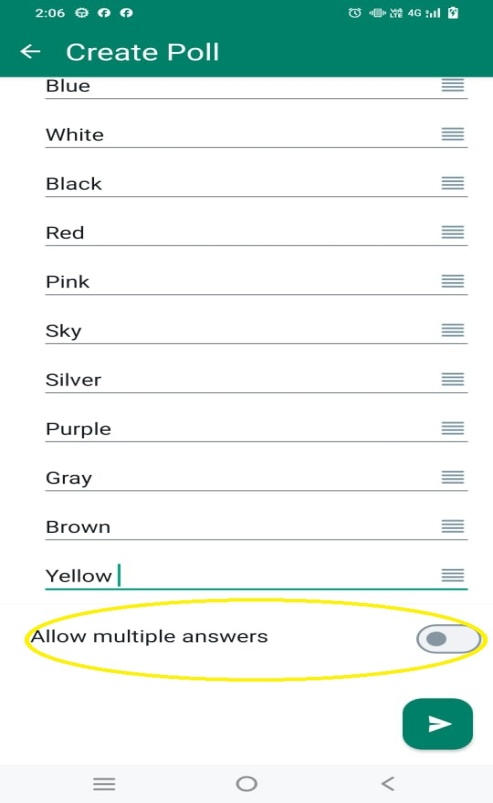 2:06 4G
Create Poll
Blue
White
Black
Red
Pink
Sky
Silver
Purple
Gray
Brown
Yellow
Allow multiple answers